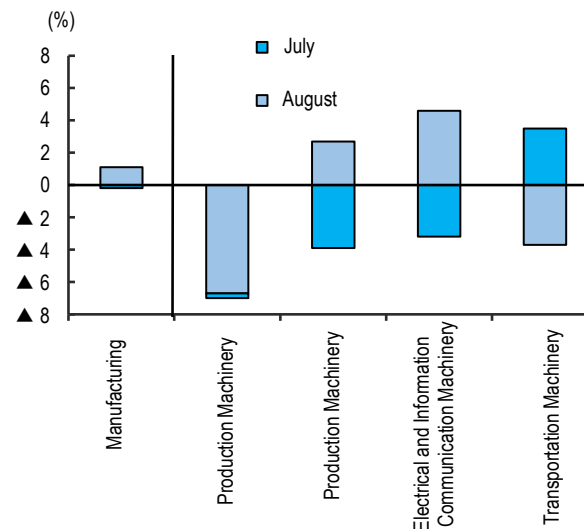 (%)
July
August
8
6
4
2
0
▲ 2
▲ 4
▲ 6
▲ 8
Manufacturing
Production Machinery
Production Machinery
Electrical and Information
Communication Machinery
Transportation Machinery